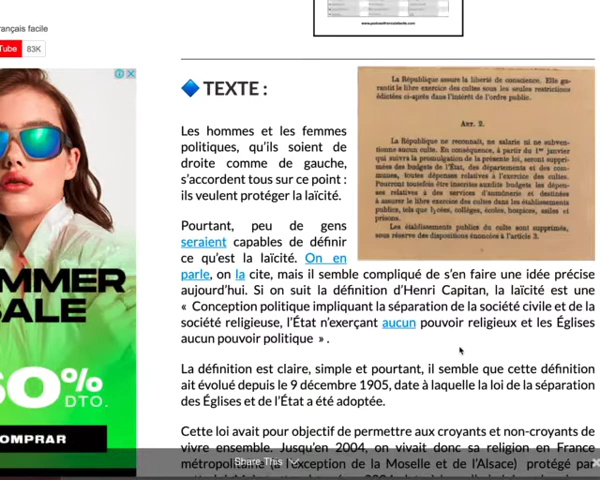 www.podcastfrancaisfacile.com
rançais facile
Tube 83K
TEXTE :
Les hommes et les femmes
politiques, qu'ils soient de
droite comme de gauche,
s'accordent tous sur ce point :
ils veulent protéger la laïcité.
Pourtant, peu de gens
seraient capables de définir
ce qu'est la laïcité. On en
parle, on la cite, mais il semble compliqué de s'en faire une idée précise
aujourd'hui. Si on suit la définition d'Henri Capitan, la laïcité est une
« Conception politique impliquant la séparation de la société civile et de la
société religieuse, l'État n'exerçant aucun pouvoir religieux et les Églises
aucun pouvoir politique » .
La définition est claire, simple et pourtant, il semble que cette définition
ait évolué depuis le 9 décembre 1905, date à laquelle la loi de la séparation
des Églises et de l'État a été adoptée.
Cette loi avait pour objectif de permettre aux croyants et non-croyants de
vivre ensemble. Jusqu'en 2004, on vivait donc sa religion en France
métropolitaine (à l'exception de la Moselle et de l'Alsace) protégé par
La République assure la liberté de conscience. Elle ga-
rantit le libre exercice des cultes sous les seules restrictions
édictées ci-après dans l'intérêt de l'ordre public.
ART. 2.
La République ne reconnaît, ne salarie ni ne subven-
tionne aucun culte. En conséquence, à partir du 1er janvier
qui suivra la promulgation de la présente loi, seront suppri-
mées des budgets de l'État, des départements et des com-
munes, toutes dépenses relatives à l'exercice des cultes.
Pourront toutefois être inscrites auxdits budgets les dépen-
ses relatives à des services d'aumônerie et destinées
à assurer le libre exercice des cultes dans les établissements
publics, tels que lycées, collèges, écoles, hospices, asiles et
prisons.
Les établissements publics du culte sont supprimés,
sous réserve des dispositions énoncées à l'article 3.
MMER
ALE
60%
DTO.
OMPRAR
Share This